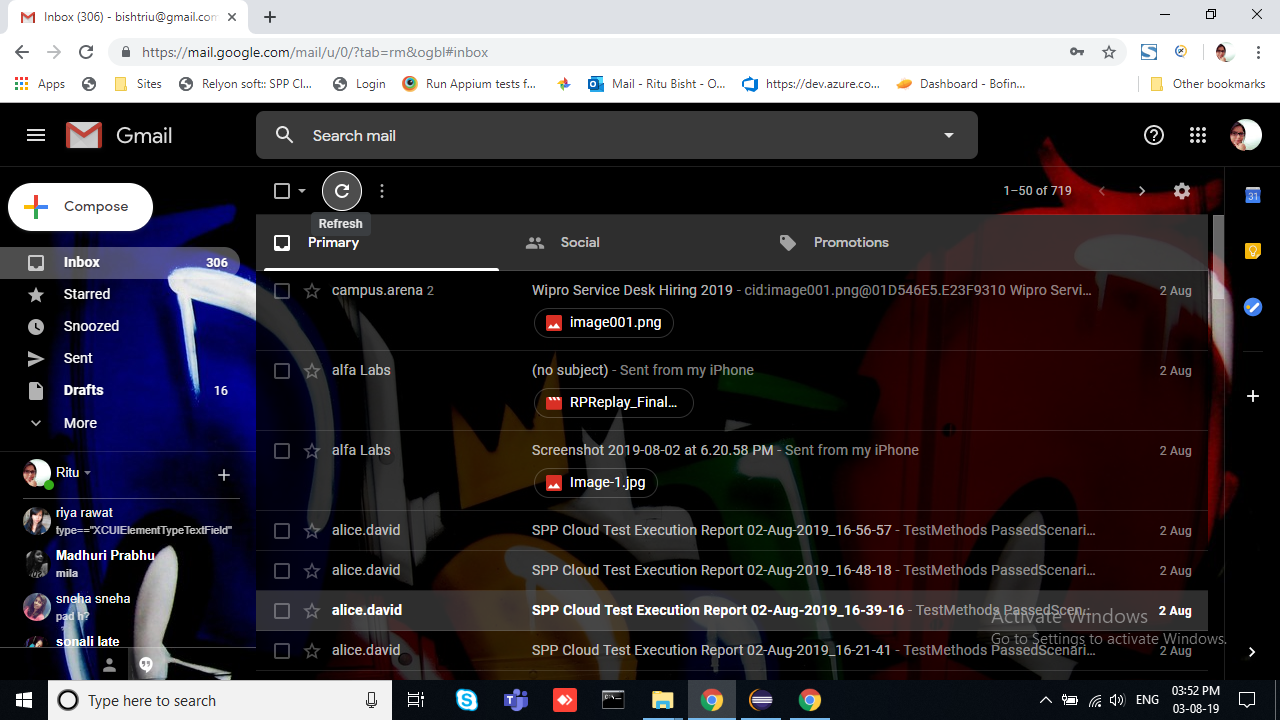 Inbox (306) - bishtriu@gmail.com
https://mail.google.com/mail/u/0/?tab=rm&ogbl#inbox
Apps Sites Relyon soft:: SPP Cl... Login Run Appium tests f... Mail - Ritu Bisht - O... https://dev.azure.co... Dashboard - Bofin... Other bookmarks
Gmail Search mail
Compose
1–50 of 719
Refresh
31
Primary Social Promotions
Inbox 306
Starred
Snoozed
Sent
Drafts 16
More
campus.arena 2 Wipro Service Desk Hiring 2019 - cid:image001.png@01D546E5.E23F9310 Wipro Servi... 2 Aug
image001.png
alfa Labs (no subject) - Sent from my iPhone 2 Aug
RPReplay_Final...
alfa Labs Screenshot 2019-08-02 at 6.20.58 PM - Sent from my iPhone 2 Aug
Image-1.jpg
alice.david SPP Cloud Test Execution Report 02-Aug-2019_16-56-57 - TestMethods PassedScenari... 2 Aug
alice.david SPP Cloud Test Execution Report 02-Aug-2019_16-48-18 - TestMethods PassedScenari... 2 Aug
alice.david SPP Cloud Test Execution Report 02-Aug-2019_16-39-16 - TestMethods PassedScen... 2 Aug
alice.david SPP Cloud Test Execution Report 02-Aug-2019_16-21-41 - TestMethods PassedScenari... 2 Aug
Ritu
riya rawat
type=="XCUIElementTypeTextField"
Madhuri Prabhu
mila
sneha sneha
pad h?
sonali late
Activate Windows
Go to Settings to activate Windows.
Type here to search
ENG
03:52 PM
03-08-19